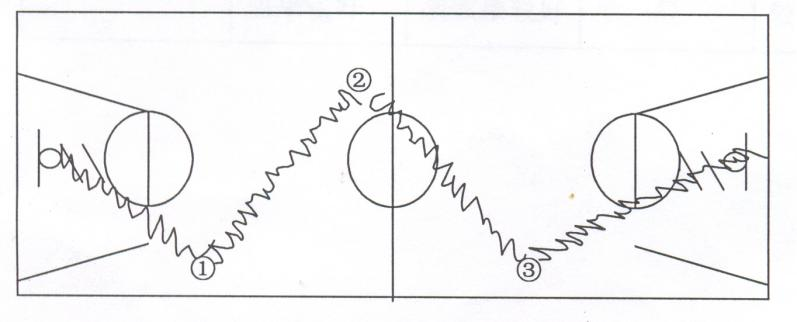 ②
①
③